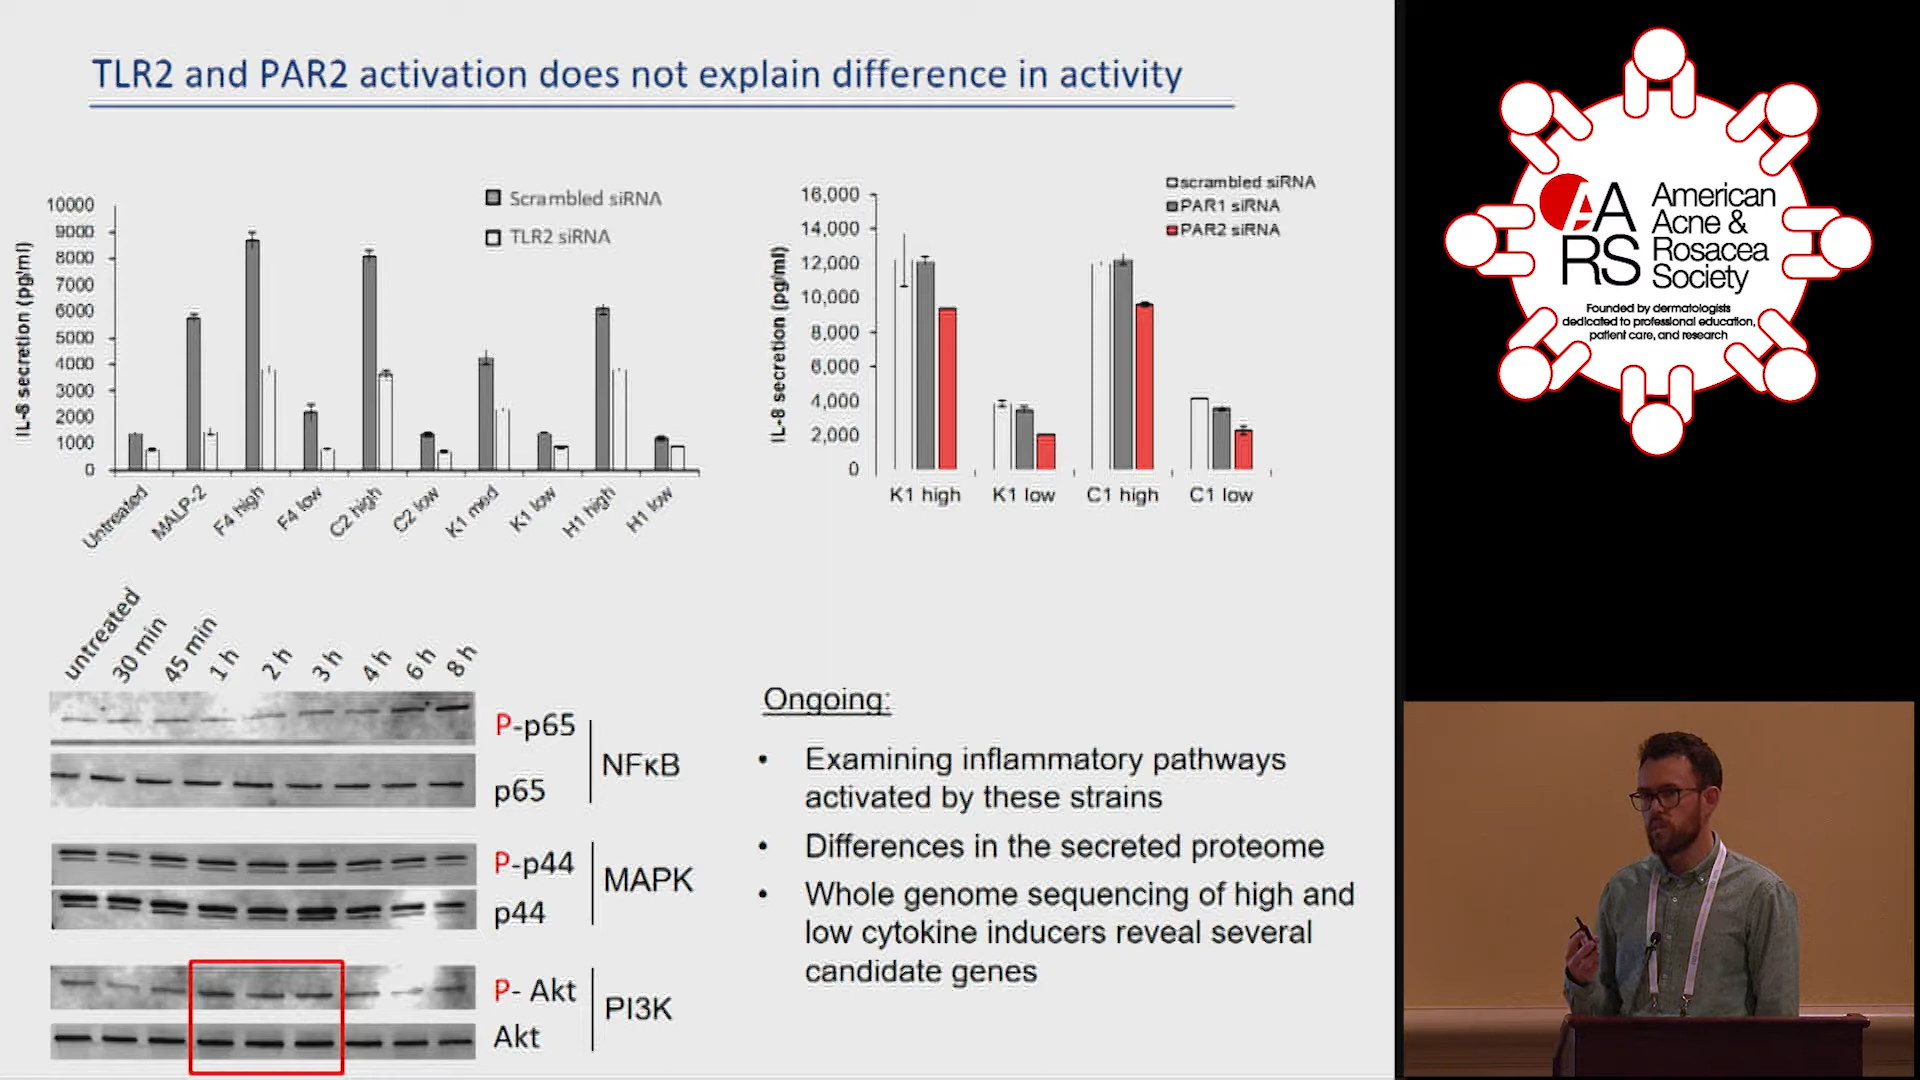 TLR2 and PAR2 activation does not explain difference in activity
IL-8 secretion (pg/ml)
10000
9000
8000
7000
6000
5000
4000
3000
2000
1000
0
Scrambled siRNA
TLR2 siRNA
Untreated
MALP-2
F4 high
F4 low
C2 high
C2 low
K1 med
K1 low
H1 high
H1 low
IL-8 secretion (pg/ml)
16,000
14,000
12,000
10,000
8,000
6,000
4,000
2,000
0
scrambled siRNA
PAR1 siRNA
PAR2 siRNA
K1 high
K1 low
C1 high
C1 low
untreated
30 min
45 min
1 h
2 h
3 h
4 h
6 h
8 h
P-p65
p65
NFκB
P-p44
p44
MAPK
P- Akt
Akt
PI3K
Ongoing:
• Examining inflammatory pathways
activated by these strains
• Differences in the secreted proteome
• Whole genome sequencing of high and
low cytokine inducers reveal several
candidate genes
AARS
American
Acne &
Rosacea
Society
Founded by dermatologists
dedicated to professional education,
patient care, and research